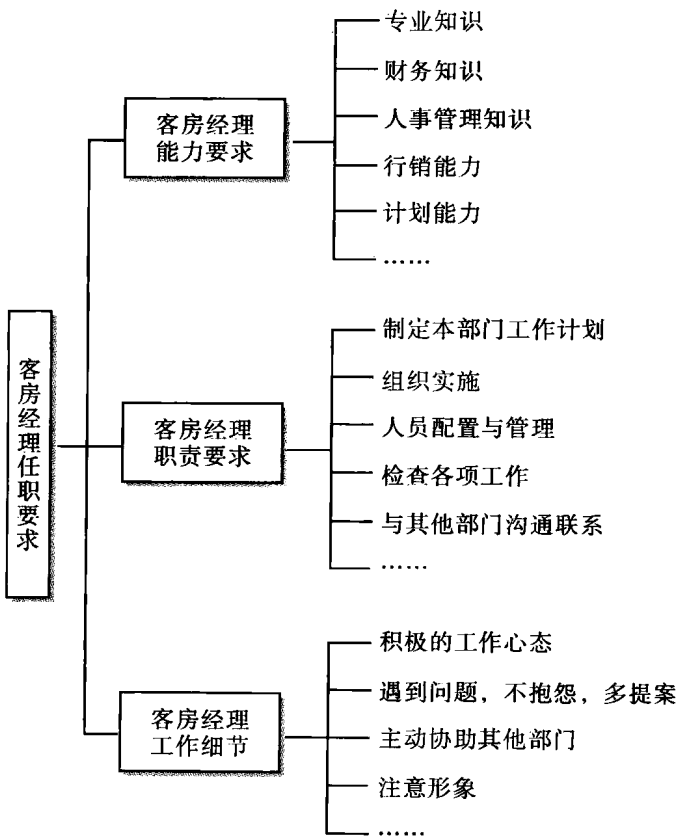 客房经理任职要求
客房经理
能力要求
专业知识
财务知识
人事管理知识
行销能力
计划能力
……
客房经理
职责要求
制定本部门工作计划
组织实施
人员配置与管理
检查各项工作
与其他部门沟通联系
……
客房经理
工作细节
积极的工作心态
遇到问题，不抱怨，多提案
主动协助其他部门
注意形象
……